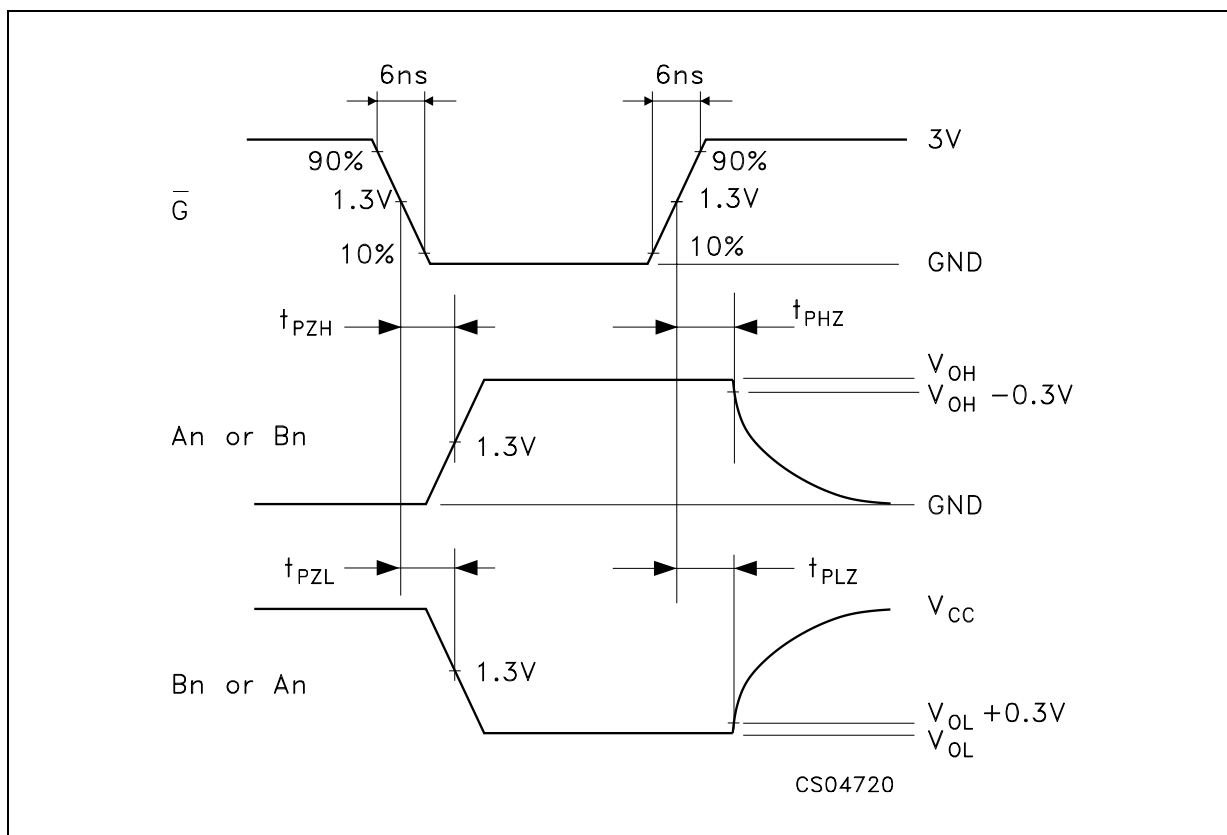 6ns 6ns
3V
90% 90%
G̅ 1.3V 1.3V
10% 10%
GND
tPZH tPHZ
VOH
VOH −0.3V
An or Bn 1.3V
GND
tPZL tPLZ
VCC
1.3V
Bn or An
VOL +0.3V
VOL
CS04720